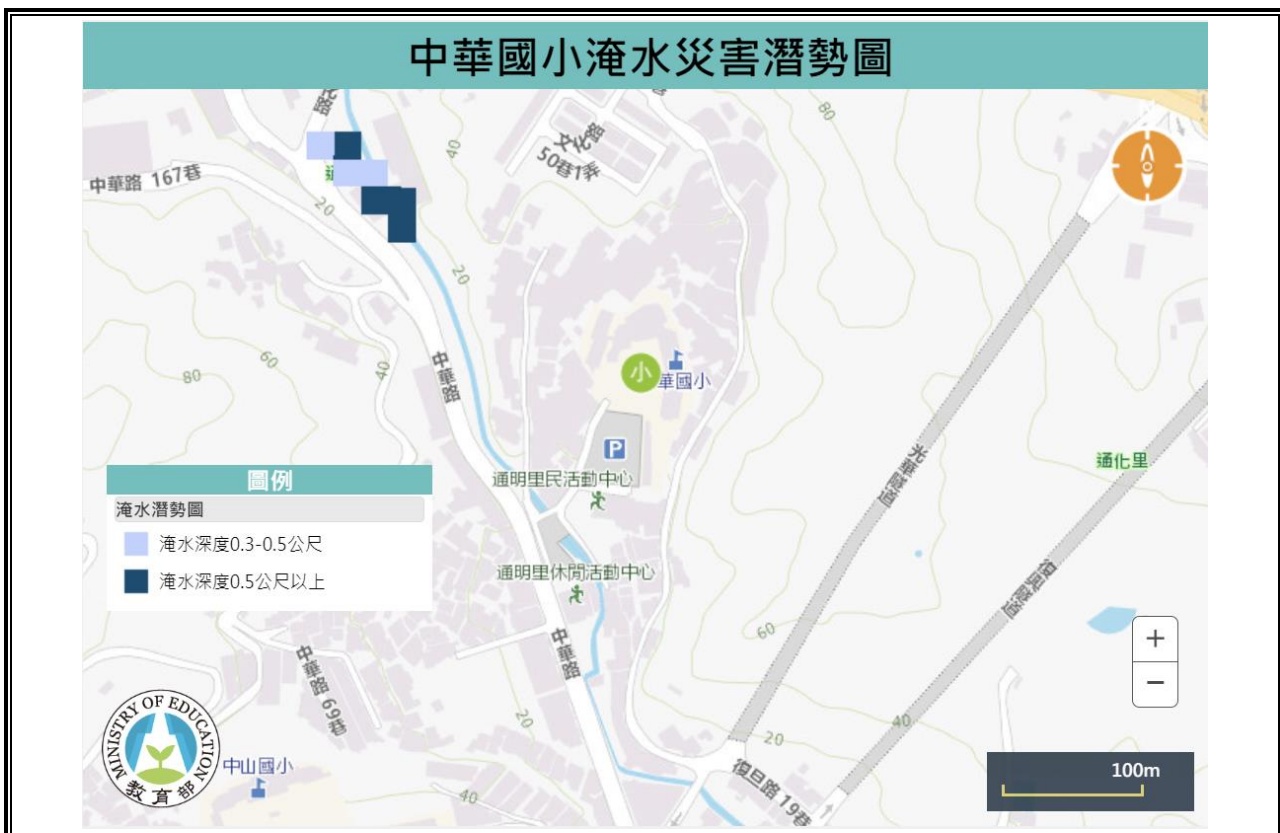 中華國小淹水災害潛勢圖
化路
80
40
文化路
50巷1弄
中華路 167巷
通
20
20
60
80
40
中華路
小
華國小
P
通明里民活動中心
光華隧道
通化里
圖例
淹水潛勢圖
淹水深度0.3-0.5公尺
淹水深度0.5公尺以上
通明里休閒活動中心
復興隧道
60
中華路
中華路 69巷
+
−
20
40
20
MINISTRY OF EDUCATION
教育部
中山國小
40
復旦路 19巷
100m